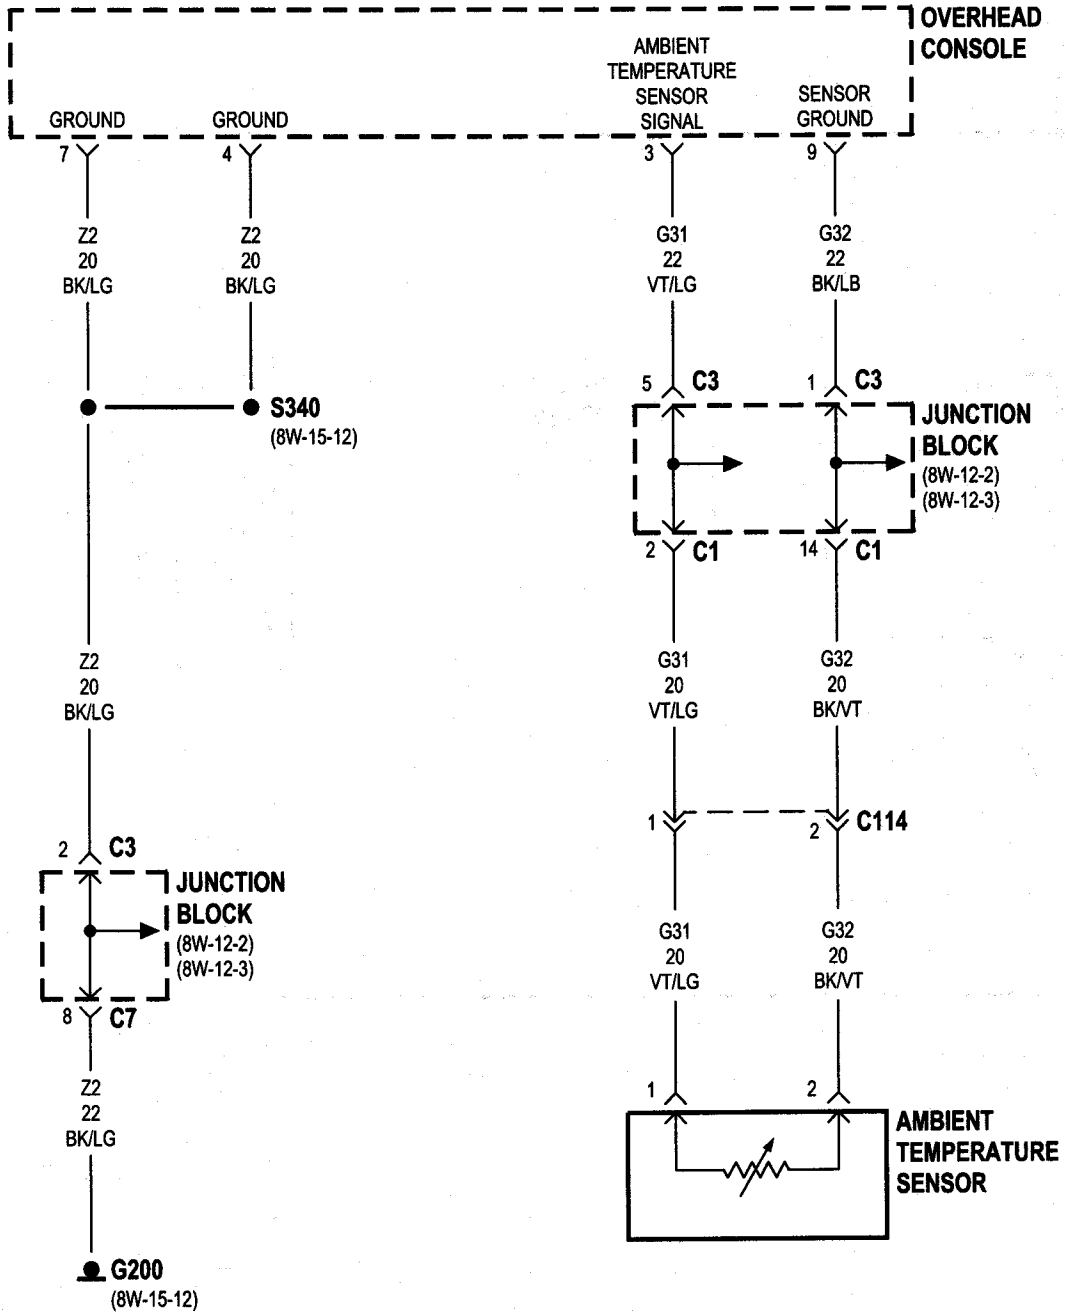 OVERHEAD
CONSOLE
AMBIENT
TEMPERATURE
SENSOR
SIGNAL
SENSOR
GROUND
GROUND
GROUND
7
4
3
9
Z2
20
BK/LG
Z2
20
BK/LG
G31
22
VT/LG
G32
22
BK/LB
5
C3
1
C3
S340
(8W-15-12)
JUNCTION
BLOCK
(8W-12-2)
(8W-12-3)
2
C1
14
C1
Z2
20
BK/LG
G31
20
VT/LG
G32
20
BK/VT
1
2
C114
2
C3
JUNCTION
BLOCK
(8W-12-2)
(8W-12-3)
8
C7
G31
20
VT/LG
G32
20
BK/VT
Z2
22
BK/LG
1
2
AMBIENT
TEMPERATURE
SENSOR
G200
(8W-15-12)